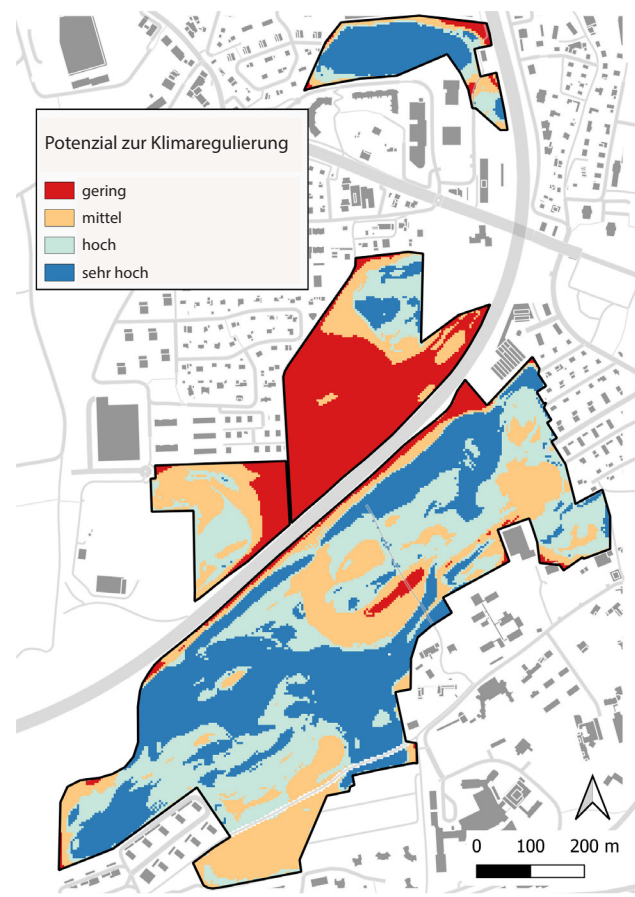 Potenzial zur Klimaregulierung
gering
mittel
hoch
sehr hoch
0 100 200 m